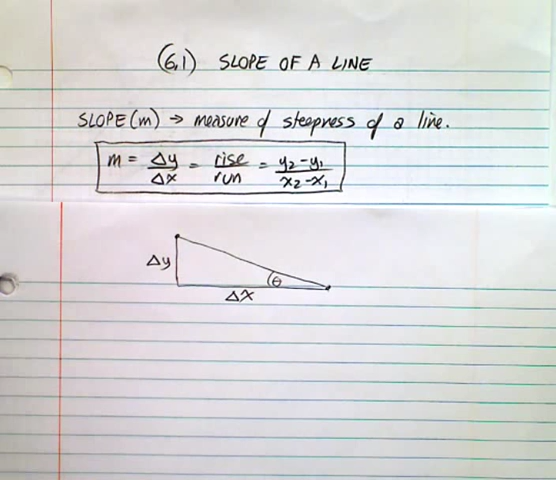 (6.1) SLOPE OF A LINE
SLOPE (m) → measure of steepness of a line.
m = Δy/Δx = rise/run = y₂-y₁/x₂-x₁
Δy
θ
Δx